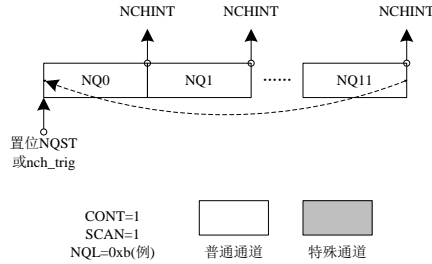 NCHINT NCHINT NCHINT
NQ0 NQ1 …… NQ11
置位NQST
或nch_trig
CONT=1
SCAN=1
NQL=0xb(例)
普通通道 特殊通道